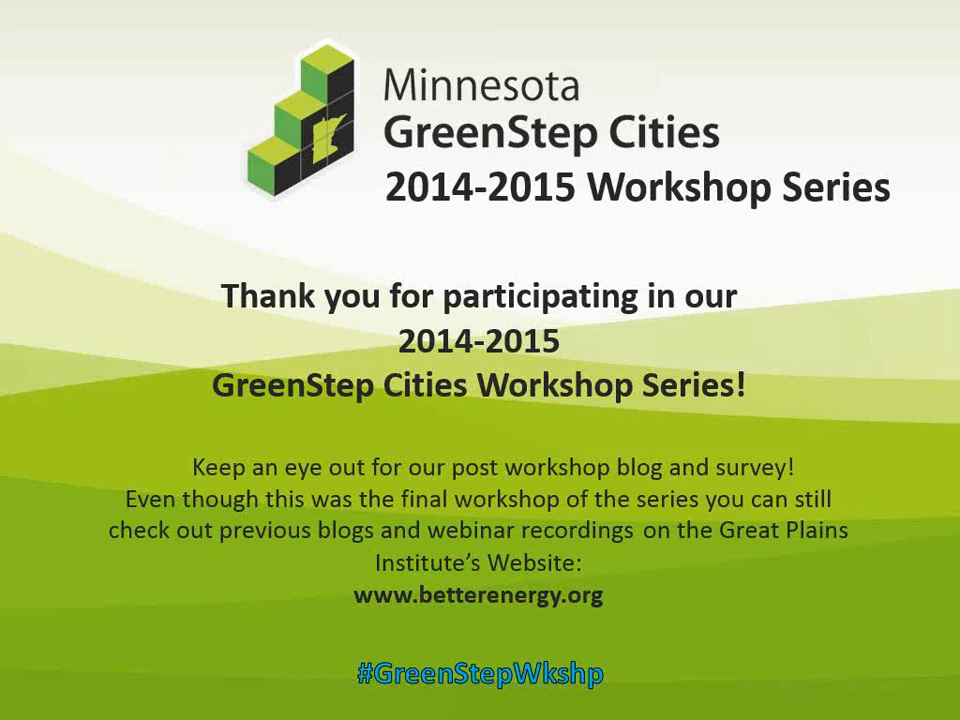 Minnesota
GreenStep Cities
2014-2015 Workshop Series
Thank you for participating in our
2014-2015
GreenStep Cities Workshop Series!
Keep an eye out for our post workshop blog and survey!
Even though this was the final workshop of the series you can still
check out previous blogs and webinar recordings on the Great Plains
Institute's Website:
www.betterenergy.org
#GreenStepWkshp